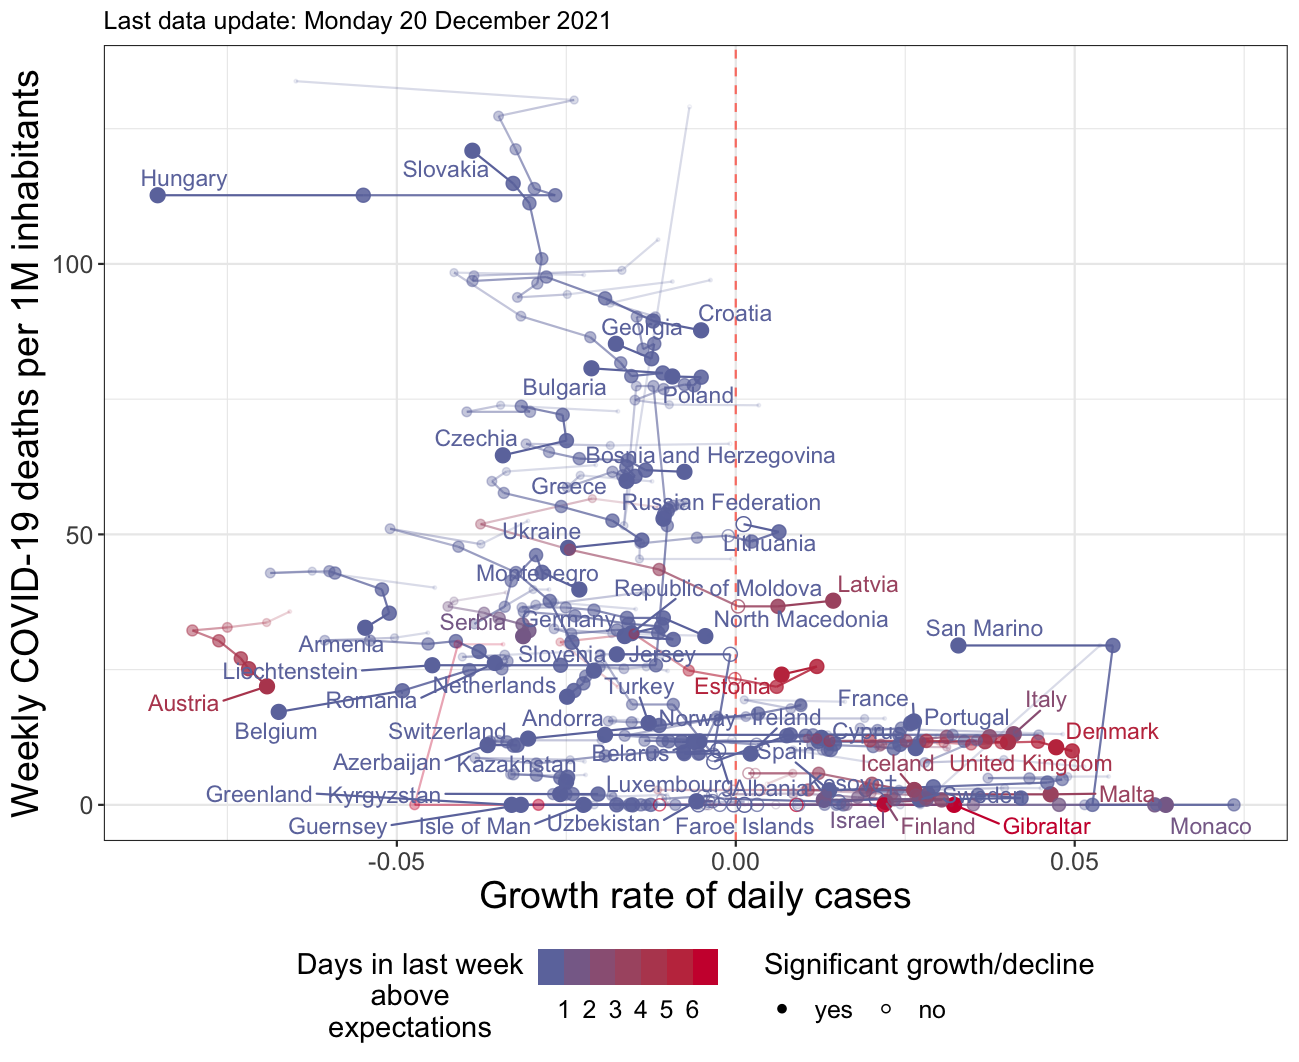 Last data update: Monday 20 December 2021
Weekly COVID-19 deaths per 1M inhabitants
Hungary
Slovakia
100
Croatia
Georgia
Bulgaria
Poland
Czechia
Bosnia and Herzegovina
Greece
Russian Federation
50
Ukraine
Lithuania
Montenegro
Republic of Moldova
Latvia
Serbia
Germany
North Macedonia
San Marino
Armenia
Slovenia
Jersey
Liechtenstein
Netherlands
Turkey
Estonia
Austria
Romania
France
Italy
Belgium
Switzerland
Andorra
Norway
Ireland
Cyprus
Portugal
Denmark
Azerbaijan
Kazakhstan
Belarus
Spain
Iceland
United Kingdom
Greenland
Kyrgyzstan
Luxembourg
Albania
Kosovo†
Sweden
Malta
0
Guernsey
Isle of Man
Uzbekistan
Faroe Islands
Israel
Finland
Gibraltar
Monaco
-0.05
0.00
0.05
Growth rate of daily cases
Days in last week
above
expectations
1 2 3 4 5 6
Significant growth/decline
yes
no